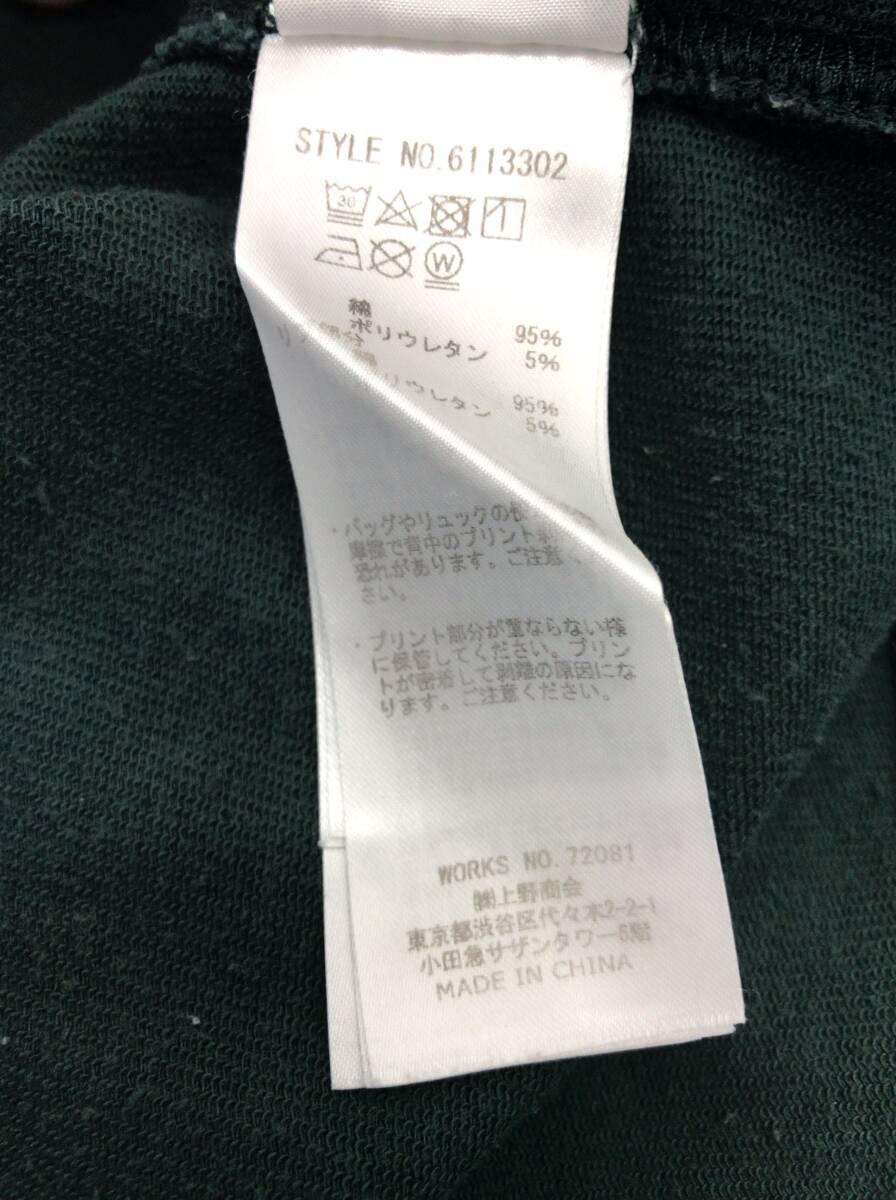 STYLE NO.6113302
30
W
綿 95%
ポリウレタン 5%
部分
ウレタン 95%
5%
・バッグやリュックの
摩擦で背中のプリント
恐れがあります。ご注意く
さい。
・プリント部分が重ならない様
に保管してください。プリン
トが密着して剥離の原因にな
ります。ご注意ください。
WORKS NO.72081
㈱上野商会
東京都渋谷区代々木2-2-1
小田急サザンタワー6階
MADE IN CHINA